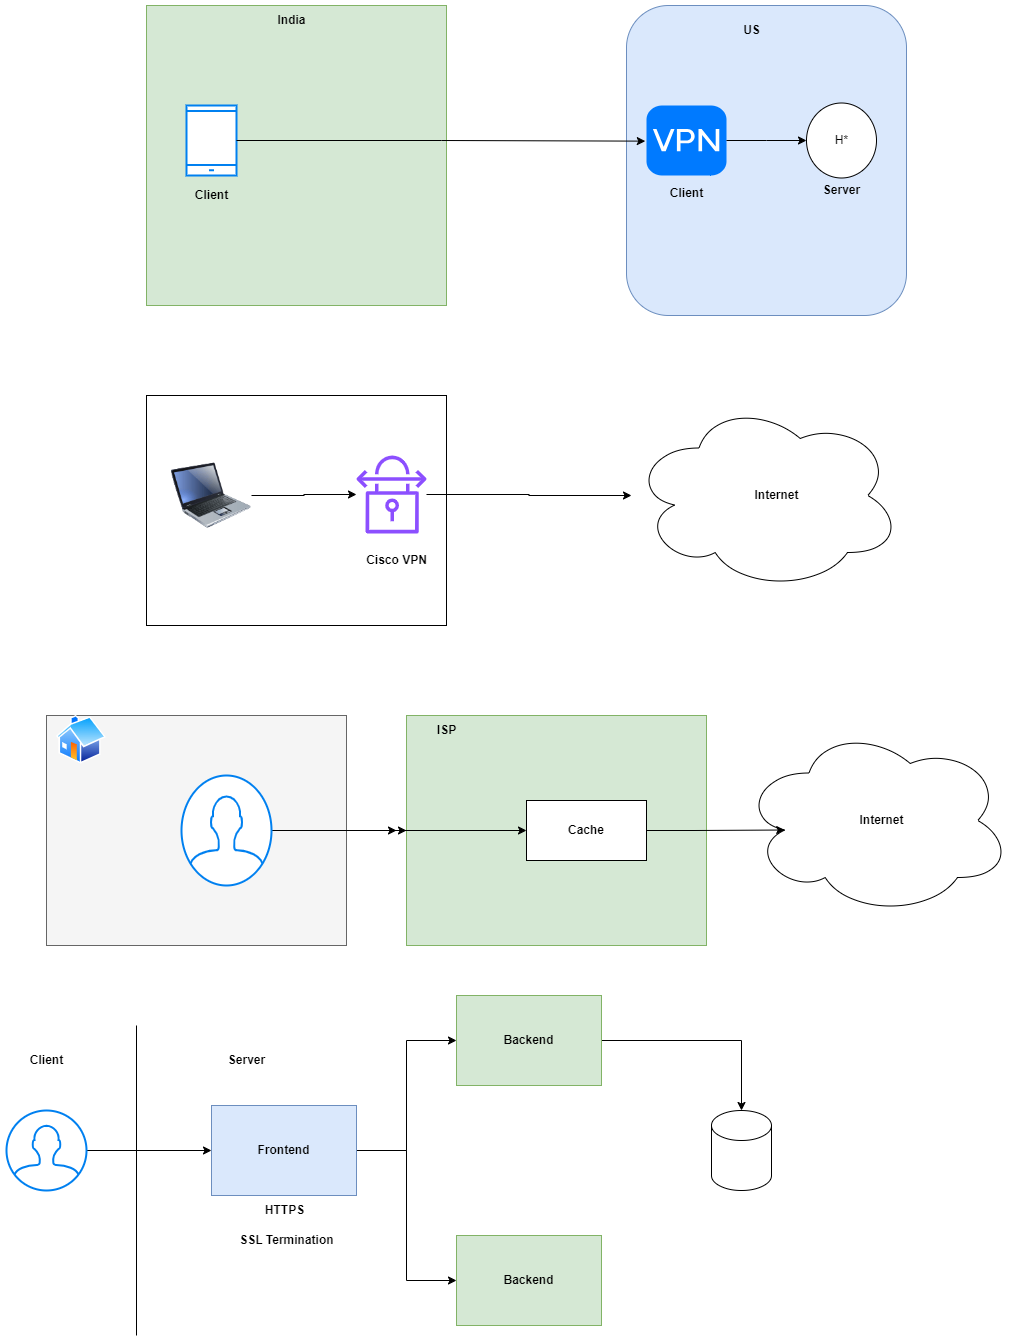 India
US
VPN
H*
Client
Client
Server
Internet
Cisco VPN
ISP
Cache
Internet
Backend
Client
Server
Frontend
HTTPS
SSL Termination
Backend